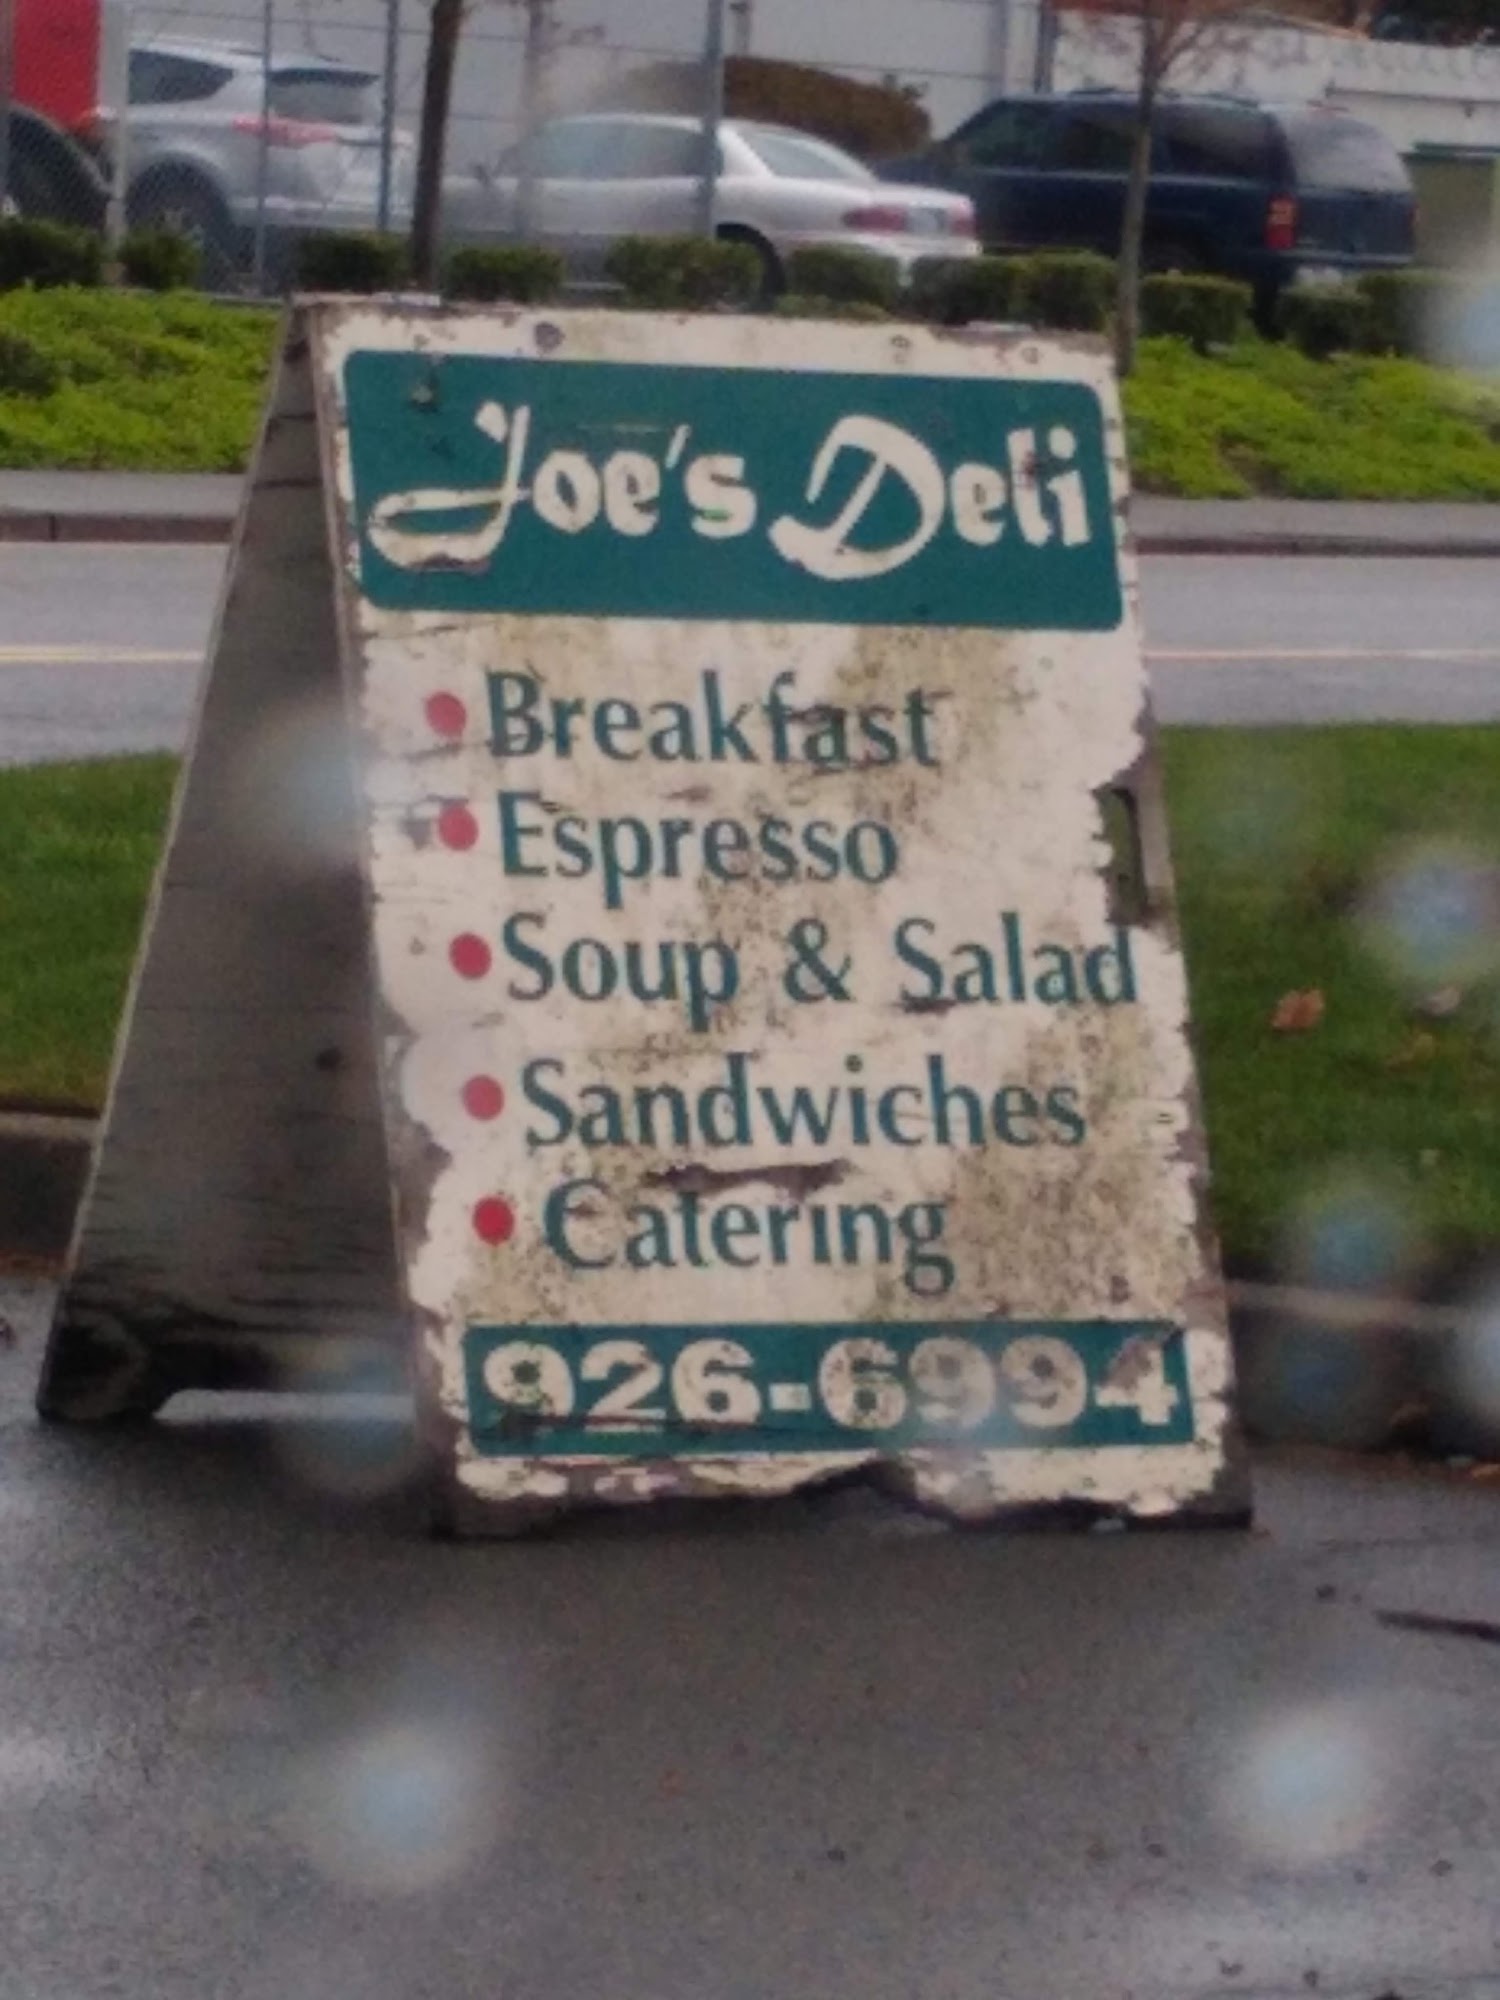 Joe's Deli
• Breakfast
• Espresso
• Soup & Salad
• Sandwiches
• Catering
926-6994